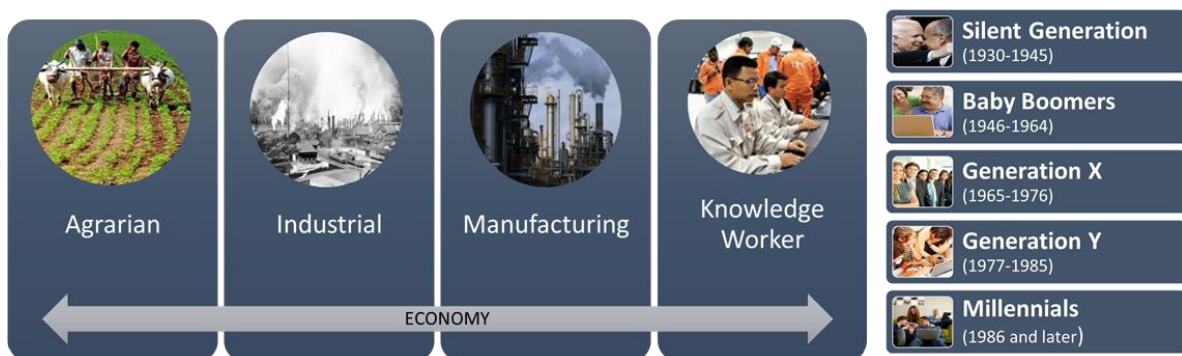 Agrarian
Industrial
Manufacturing
Knowledge
Worker
ECONOMY
Silent Generation
(1930-1945)
Baby Boomers
(1946-1964)
Generation X
(1965-1976)
Generation Y
(1977-1985)
Millennials
(1986 and later)